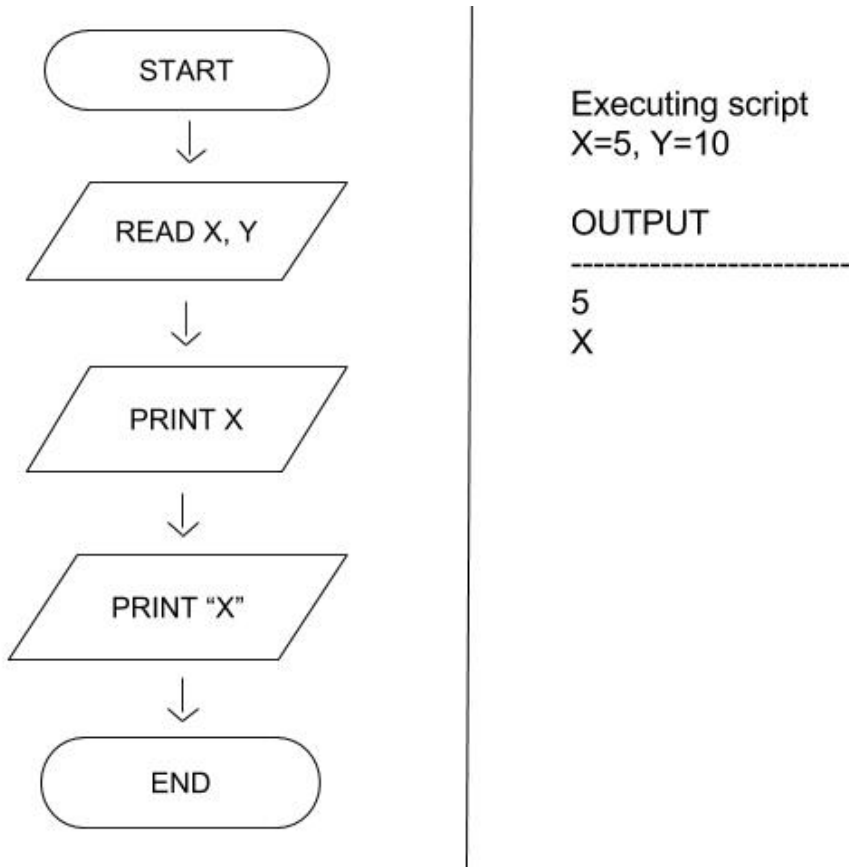 START
READ X, Y
PRINT X
PRINT “X”
END
Executing script
X=5, Y=10
OUTPUT
-------------------------
5
X